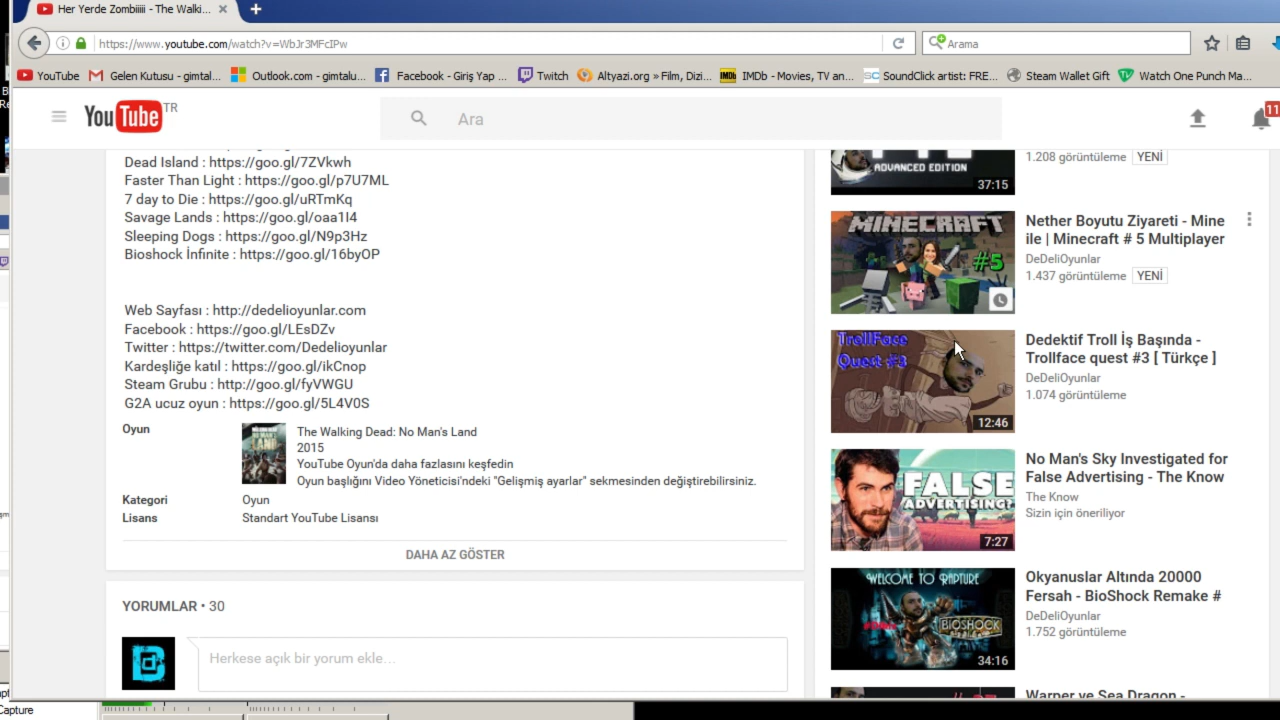 Her Yerde Zombiiii - The Walki...
https://www.youtube.com/watch?v=WbJr3MFcIPw
Arama
YouTube
Gelen Kutusu - gimtal...
Outlook.com - gimtalu...
Facebook - Giriş Yap ...
Twitch
Altyazi.org » Film, Dizi...
IMDb
IMDb - Movies, TV an...
SC
SoundClick artist: FRE...
Steam Wallet Gift
Watch One Punch Ma...
YouTube TR
Ara
11
Dead Island : https://goo.gl/7ZVkwh
Faster Than Light : https://goo.gl/p7U7ML
7 day to Die : https://goo.gl/uRTmKq
Savage Lands : https://goo.gl/oaa1I4
Sleeping Dogs : https://goo.gl/N9p3Hz
Bioshock İnfinite : https://goo.gl/16byOP
Web Sayfası : http://dedelioyunlar.com
Facebook : https://goo.gl/LEsDZv
Twitter : https://twitter.com/Dedelioyunlar
Kardeşliğe katıl : https://goo.gl/ikCnop
Steam Grubu : http://goo.gl/fyVWGU
G2A ucuz oyun : https://goo.gl/5L4V0S
Oyun
The Walking Dead: No Man's Land
2015
YouTube Oyun'da daha fazlasını keşfedin
Oyun başlığını Video Yöneticisi'ndeki "Gelişmiş ayarlar" sekmesinden değiştirebilirsiniz.
Kategori
Oyun
Lisans
Standart YouTube Lisansı
DAHA AZ GÖSTER
YORUMLAR • 30
Herkese açık bir yorum ekle...
ADVANCED EDITION
37:15
1.208 görüntüleme YENİ
MINECRAFT
#5
Nether Boyutu Ziyareti - Mine
ile | Minecraft # 5 Multiplayer
DeDeliOyunlar
1.437 görüntüleme YENİ
TrollFace
Quest #3
12:46
Dedektif Troll İş Başında -
Trollface quest #3 [ Türkçe ]
DeDeliOyunlar
1.074 görüntüleme
FALSE
ADVERTISING?
7:27
No Man's Sky Investigated for
False Advertising - The Know
The Know
Sizin için öneriliyor
WELCOME TO RAPTURE
BIOSHOCK
34:16
Okyanuslar Altında 20000
Fersah - BioShock Remake #
DeDeliOyunlar
1.752 görüntüleme
Warper ve Sea Dragon -
Capture